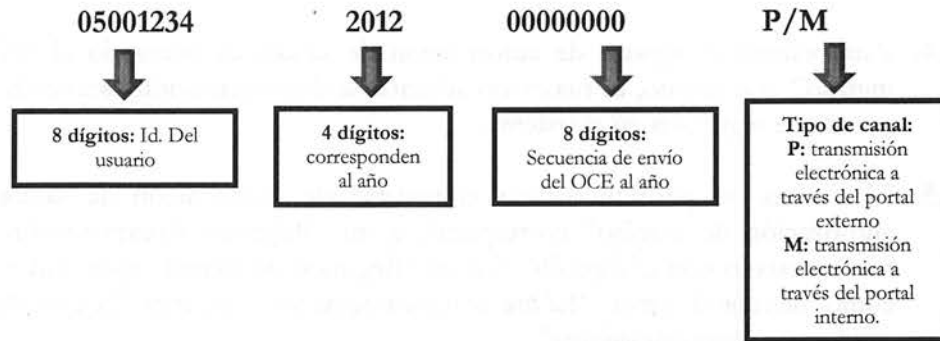 05001234 2012 00000000 P/M
8 dígitos: Id. Del
usuario
4 dígitos:
corresponden
al año
8 dígitos:
Secuencia de envío
del OCE al año
Tipo de canal:
P: transmisión
electrónica a
través del portal
externo
M: transmisión
electrónica a
través del portal
interno.